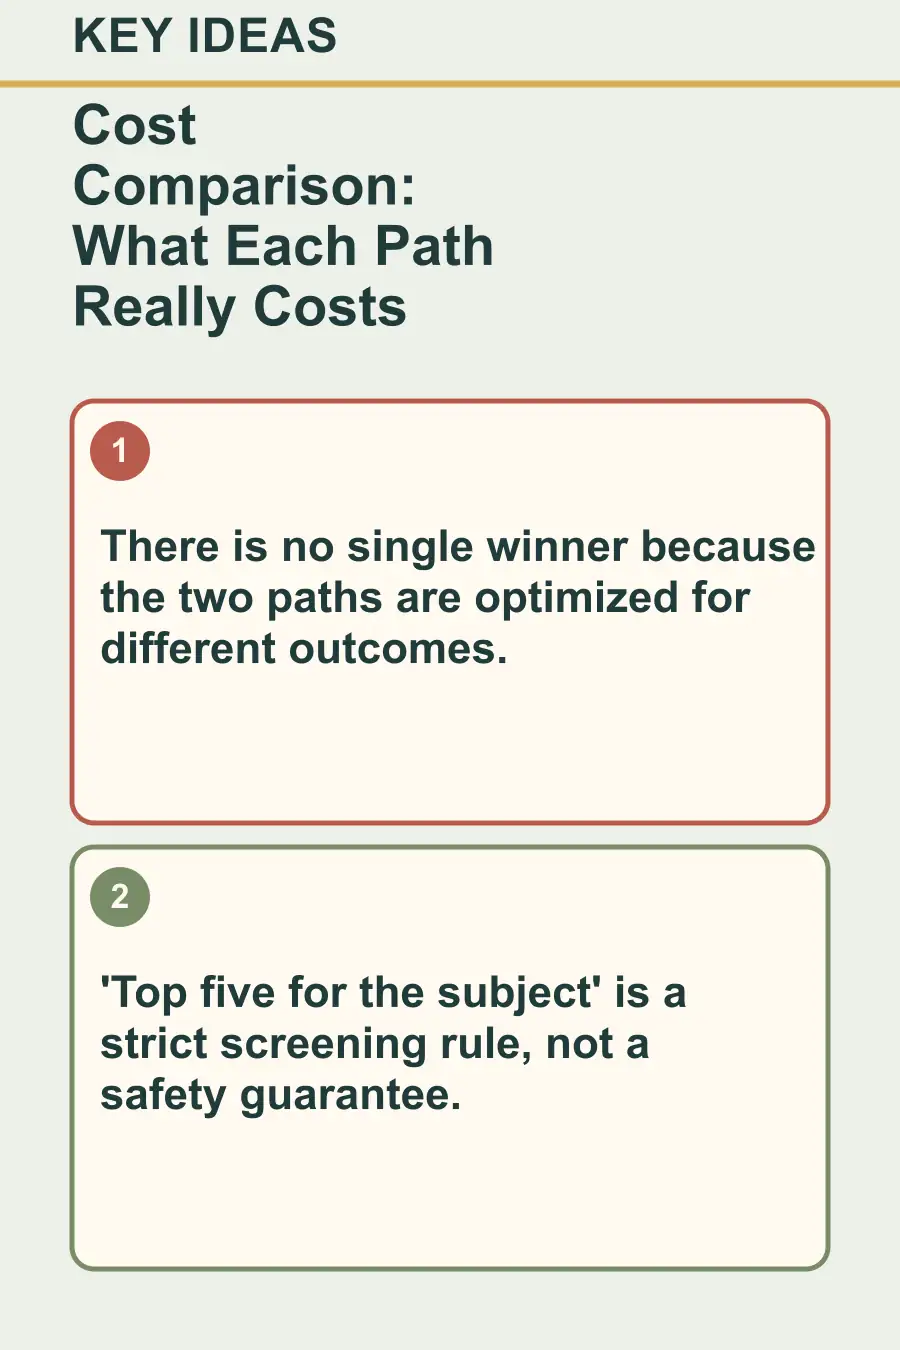 KEY IDEAS
Cost
Comparison:
What Each Path
Really Costs
1
There is no single winner because
the two paths are optimized for
different outcomes.
2
'Top five for the subject' is a
strict screening rule, not a
safety guarantee.